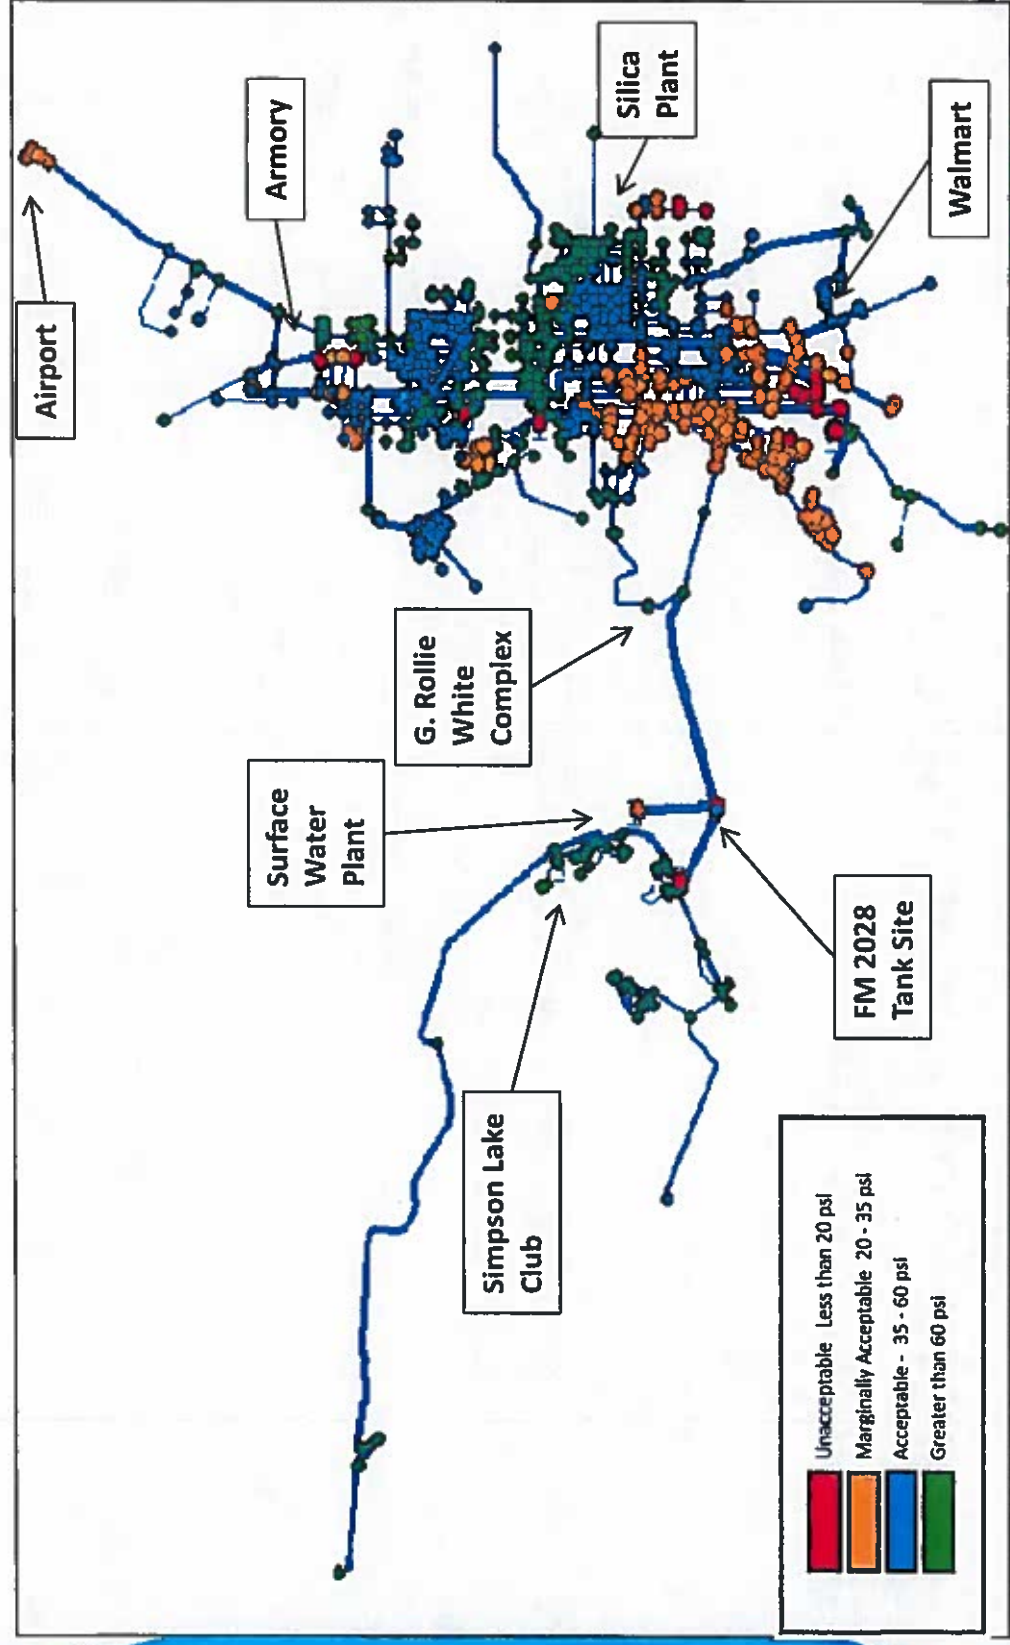 Airport
Armory
Silica
Plant
Walmart
G. Rollie
White
Complex
Surface
Water
Plant
Simpson Lake
Club
FM 2028
Tank Site
Unacceptable Less than 20 psi
Marginally Acceptable 20 - 35 psi
Acceptable - 35 - 60 psi
Greater than 60 psi